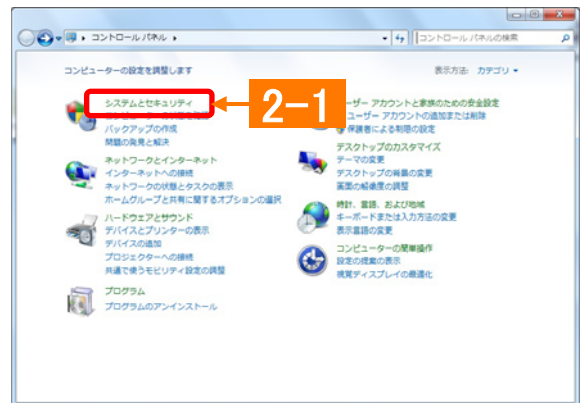 コントロール パネル
コントロール パネルの検索
コンピューターの設定を調整します
表示方法: カテゴリ
システムとセキュリティ
バックアップの作成
問題の発見と解決
ネットワークとインターネット
インターネットへの接続
ネットワークの状態とタスクの表示
ホームグループと共有に関するオプションの選択
ハードウェアとサウンド
デバイスとプリンターの表示
デバイスの追加
プロジェクターへの接続
共通で使うモビリティ設定の調整
プログラム
プログラムのアンインストール
2-1
ーザー アカウントと家族のための安全設定
ユーザー アカウントの追加または削除
保護者による制限の設定
デスクトップのカスタマイズ
テーマの変更
デスクトップの背景の変更
画面の解像度の調整
時計、言語、および地域
キーボードまたは入力方法の変更
表示言語の変更
コンピューターの簡単操作
設定の提案の表示
視覚ディスプレイの最適化